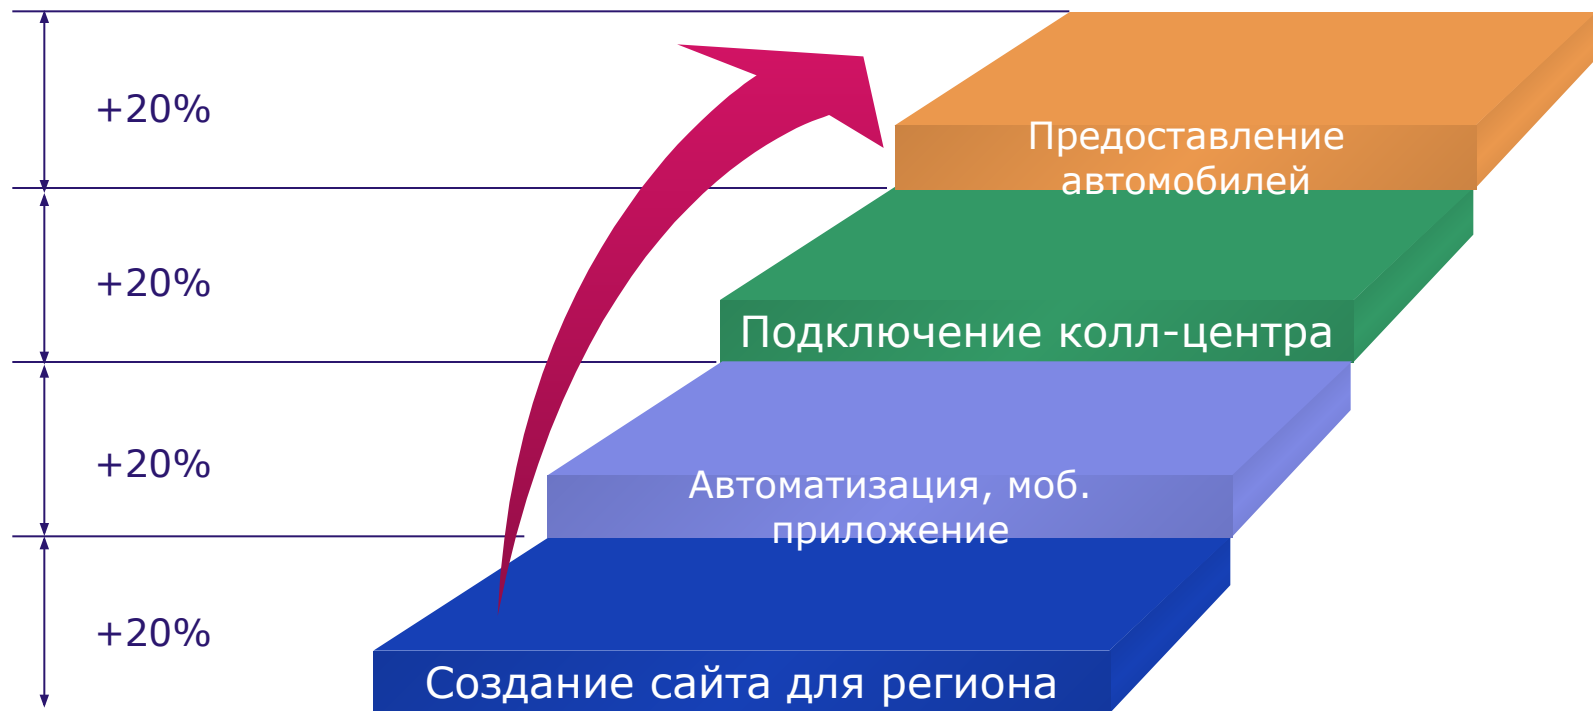 +20%
Предоставление
автомобилей
+20%
Подключение колл-центра
+20%
Автоматизация, моб.
приложение
+20%
Создание сайта для региона